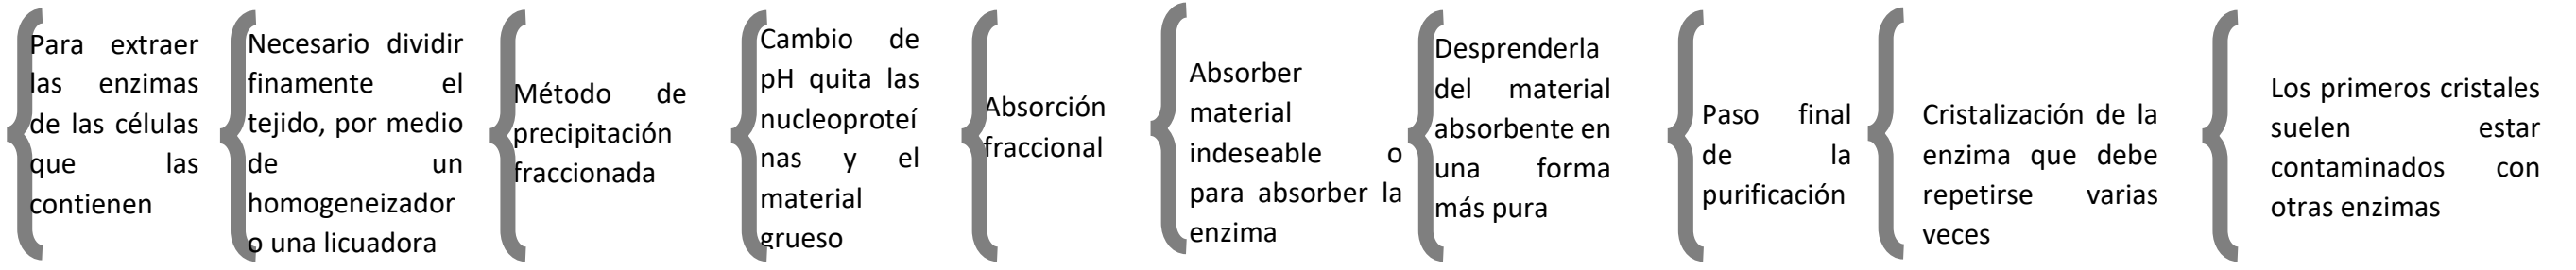 Para extraer
las enzimas
de las células
que las
contienen
Necesario dividir
finamente el
tejido, por medio
de un
homogeneizador
o una licuadora
Método de
precipitación
fraccionada
Cambio de
pH quita las
nucleoproteí
nas y el
material
grueso
Absorción
fraccional
Absorber
material
indeseable o
para absorber la
enzima
Desprenderla
del material
absorbente en
una forma
más pura
Paso final
de la
purificación
Cristalización de la
enzima que debe
repetirse varias
veces
Los primeros cristales
suelen estar
contaminados con
otras enzimas